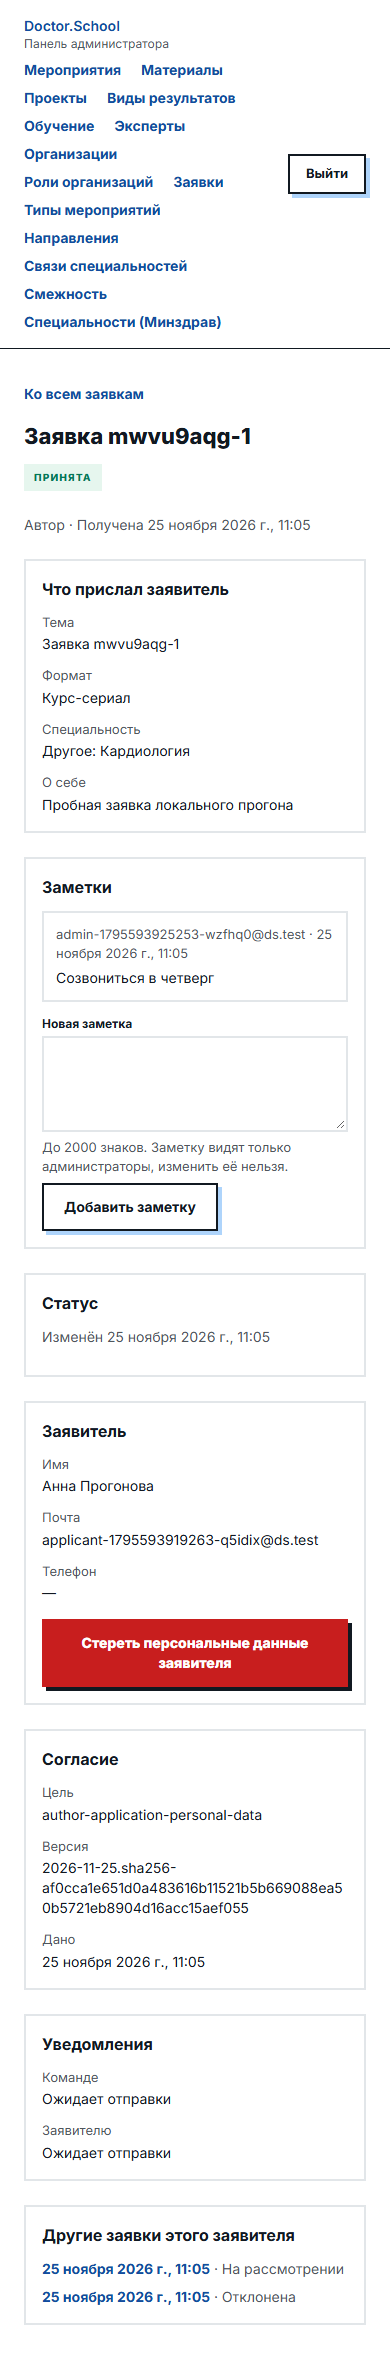 Doctor.School
Панель администратора
Мероприятия Материалы
Проекты Виды результатов
Обучение Эксперты
Организации
Роли организаций Заявки
Типы мероприятий
Направления
Связи специальностей
Смежность
Специальности (Минздрав)
Выйти
Ко всем заявкам
Заявка mwvu9aqg-1
ПРИНЯТА
Автор · Получена 25 ноября 2026 г., 11:05
Что прислал заявитель
Тема
Заявка mwvu9aqg-1
Формат
Курс-сериал
Специальность
Другое: Кардиология
О себе
Пробная заявка локального прогона
Заметки
admin-1795593925253-wzfhq0@ds.test · 25
ноября 2026 г., 11:05
Созвониться в четверг
Новая заметка
До 2000 знаков. Заметку видят только
администраторы, изменить её нельзя.
Добавить заметку
Статус
Изменён 25 ноября 2026 г., 11:05
Заявитель
Имя
Анна Прогонова
Почта
applicant-1795593919263-q5idix@ds.test
Телефон
—
Стереть персональные данные
заявителя
Согласие
Цель
author-application-personal-data
Версия
2026-11-25.sha256-
af0cca1e651d0a483616b11521b5b669088ea5
0b5721eb8904d16acc15aef055
Дано
25 ноября 2026 г., 11:05
Уведомления
Команде
Ожидает отправки
Заявителю
Ожидает отправки
Другие заявки этого заявителя
25 ноября 2026 г., 11:05 · На рассмотрении
25 ноября 2026 г., 11:05 · Отклонена